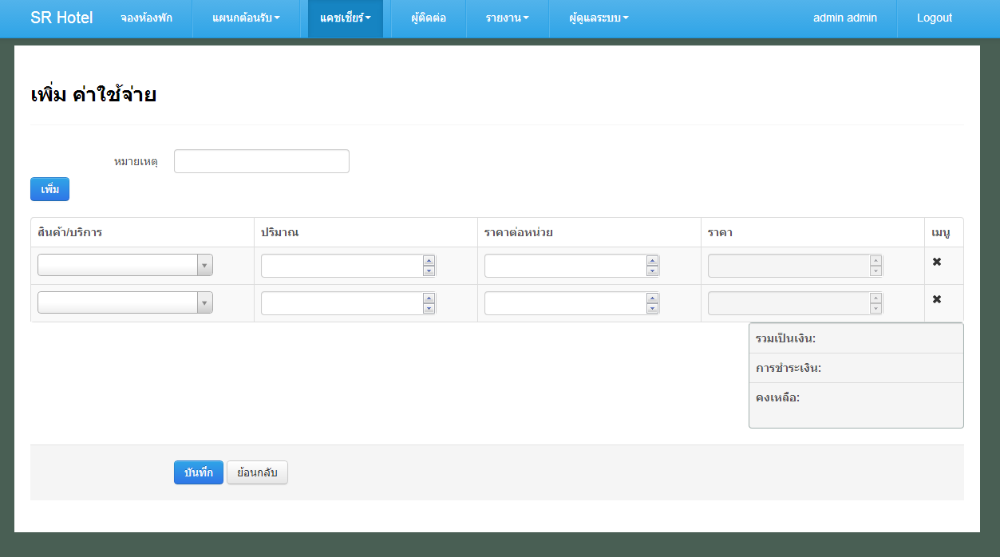 SR Hotel จองห้องพัก แผนกต้อนรับ แคชเชียร์ ผู้ติดต่อ รายงาน ผู้ดูแลระบบ admin admin Logout
เพิ่ม ค่าใช้จ่าย
หมายเหตุ
เพิ่ม
สินค้า/บริการ ปริมาณ ราคาต่อหน่วย ราคา เมนู
รวมเป็นเงิน:
การชำระเงิน:
คงเหลือ:
บันทึก ย้อนกลับ